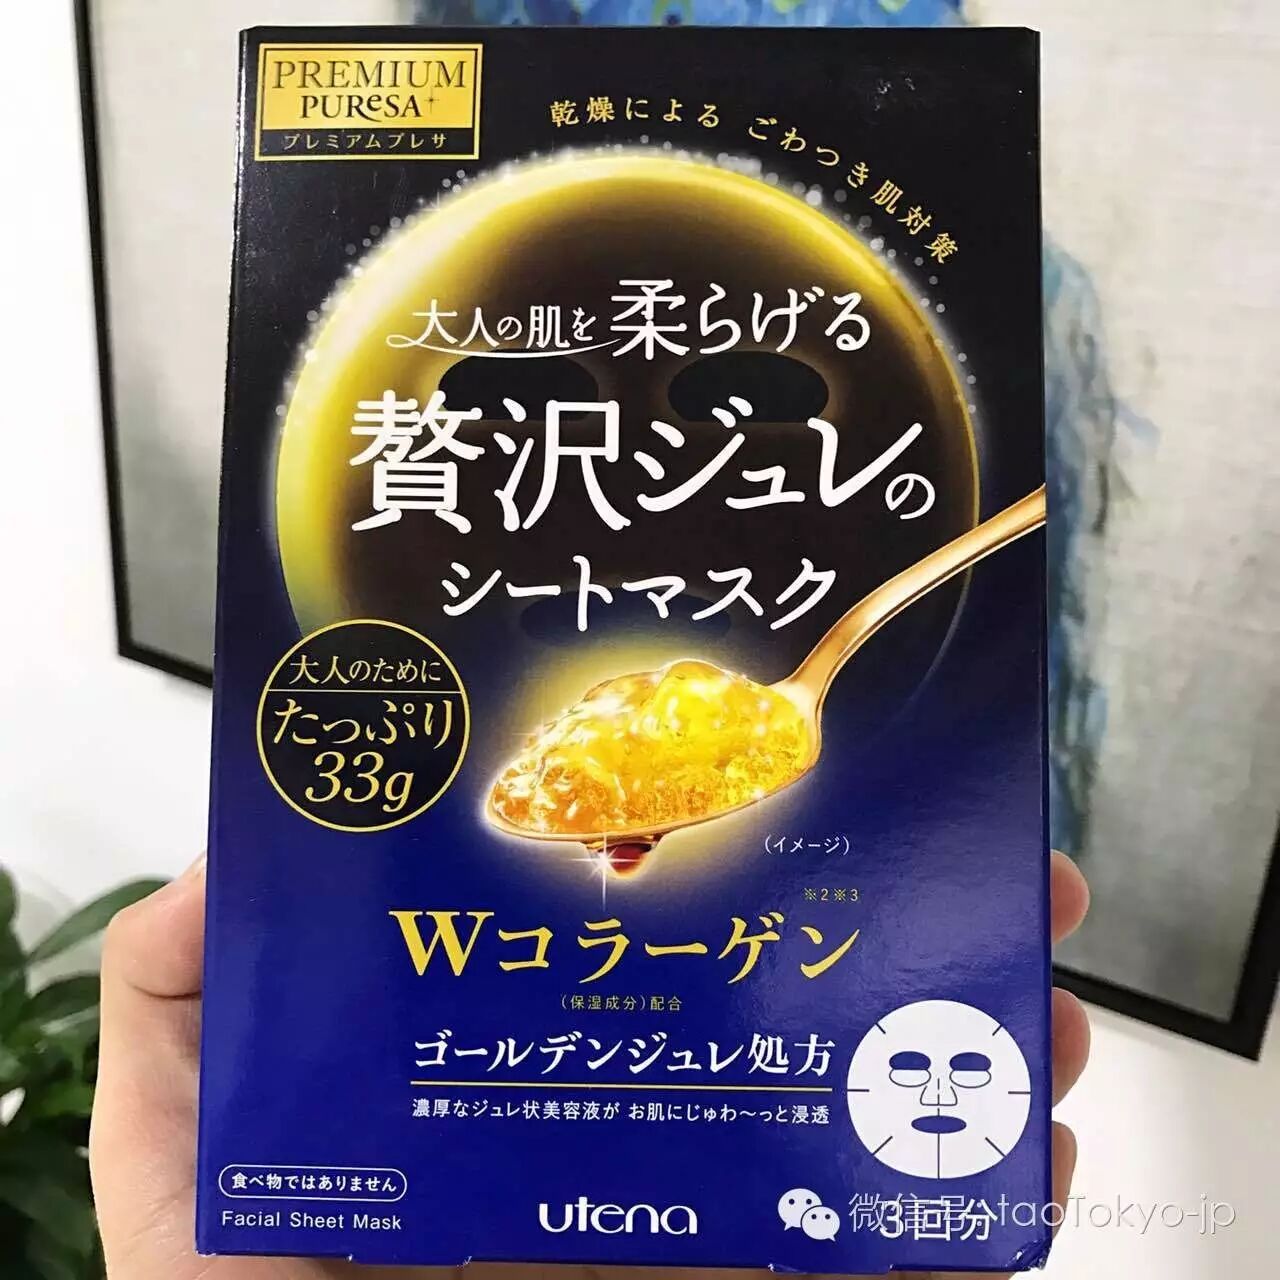 PREMIUM
PUReSA
プレミアムプレサ
乾燥による ごわつき肌対策
大人の肌を柔らげる
贅沢ジュレの
シートマスク
大人のために
たっぷり
33g
(イメージ)
※2※3
Wコラーゲン
(保湿成分)配合
ゴールデンジュレ処方
濃厚なジュレ状美容液が お肌にじゅわ〜っと浸透
食べ物ではありません
Facial Sheet Mask
utena
3回分
微信号: taoTokyo-jp